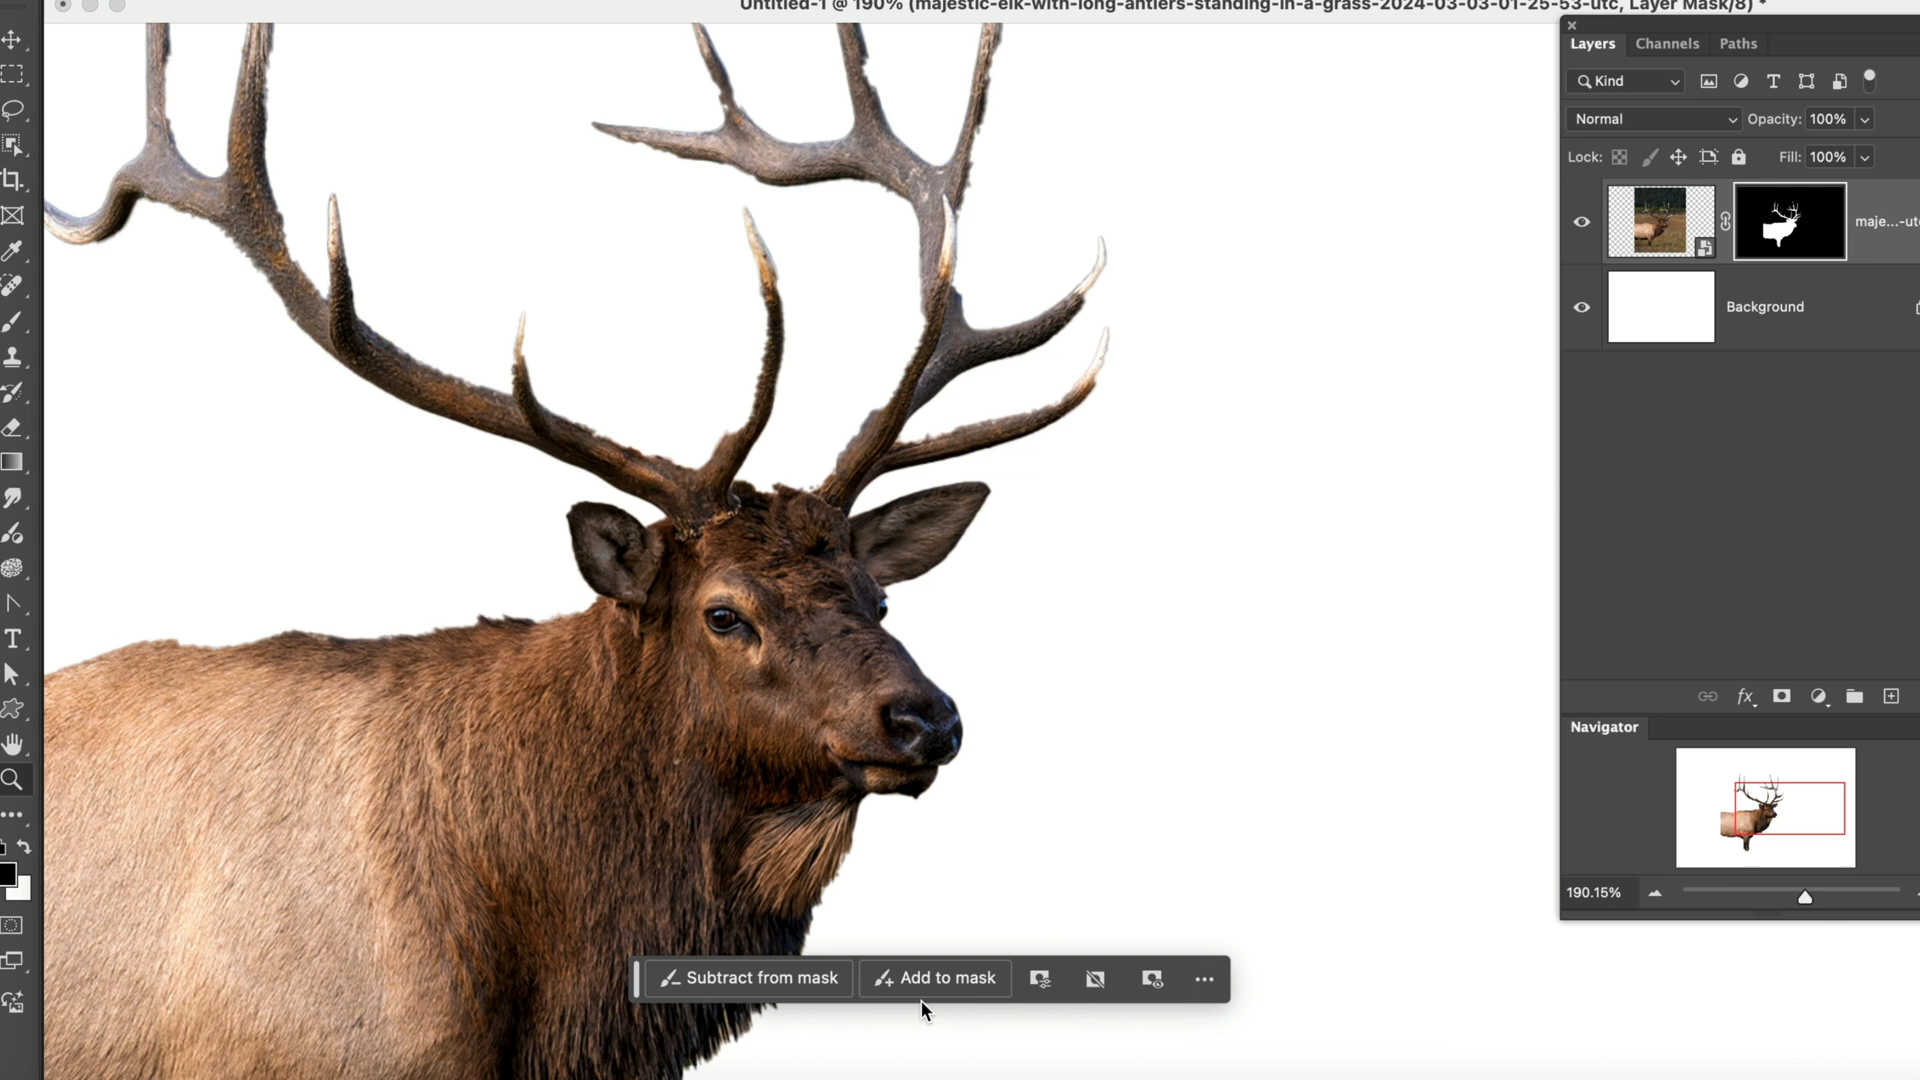 Untitled-1 @ 190% (majestic-elk-with-long-antlers-standing-in-a-grass-2024-03-03-01-25-53-utc, Layer Mask/8) *
Layers Channels Paths
Kind
Normal Opacity: 100%
Lock: Fill: 100%
maje...-utc
Background
Navigator
190.15%
Subtract from mask Add to mask